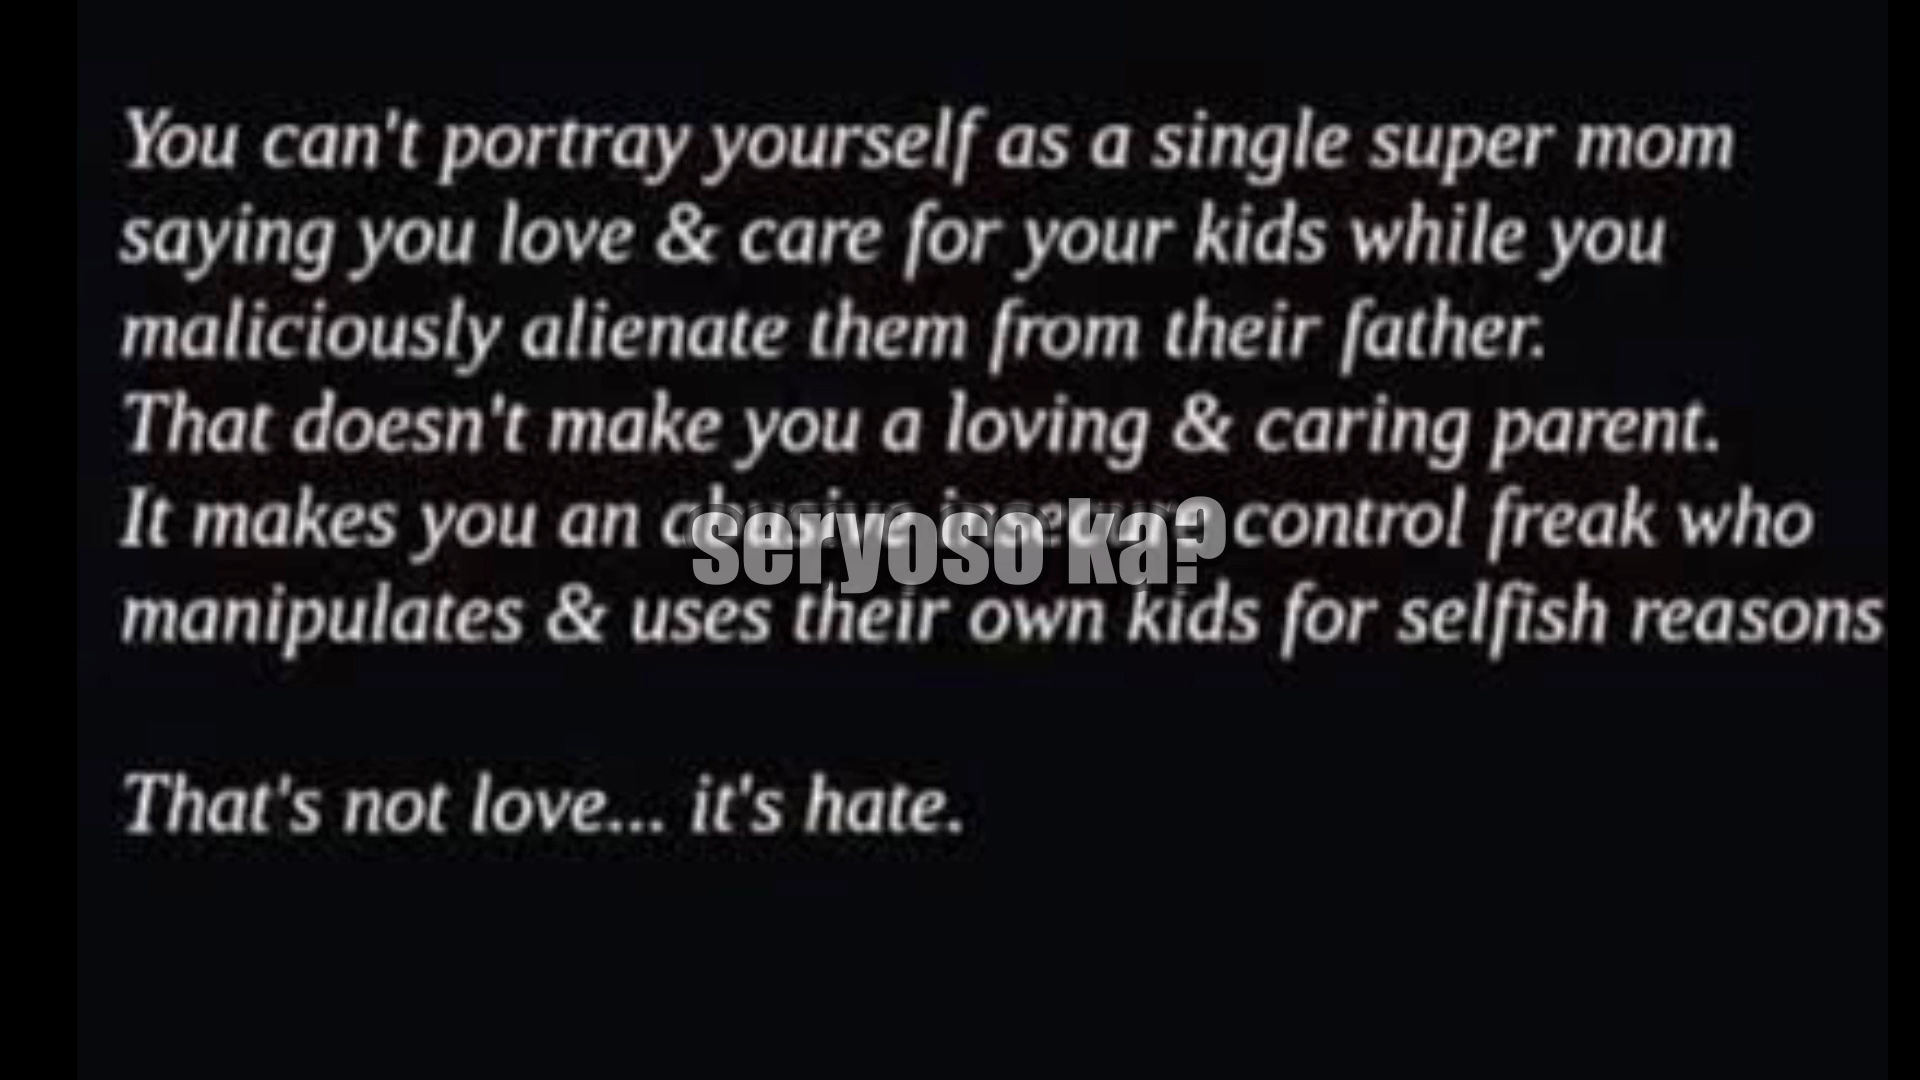 You can't portray yourself as a single super mom
saying you love & care for your kids while you
maliciously alienate them from their father.
That doesn't make you a loving & caring parent.
It makes you an abusive insecure control freak who
seryoso ka?
manipulates & uses their own kids for selfish reasons
That's not love... it's hate.